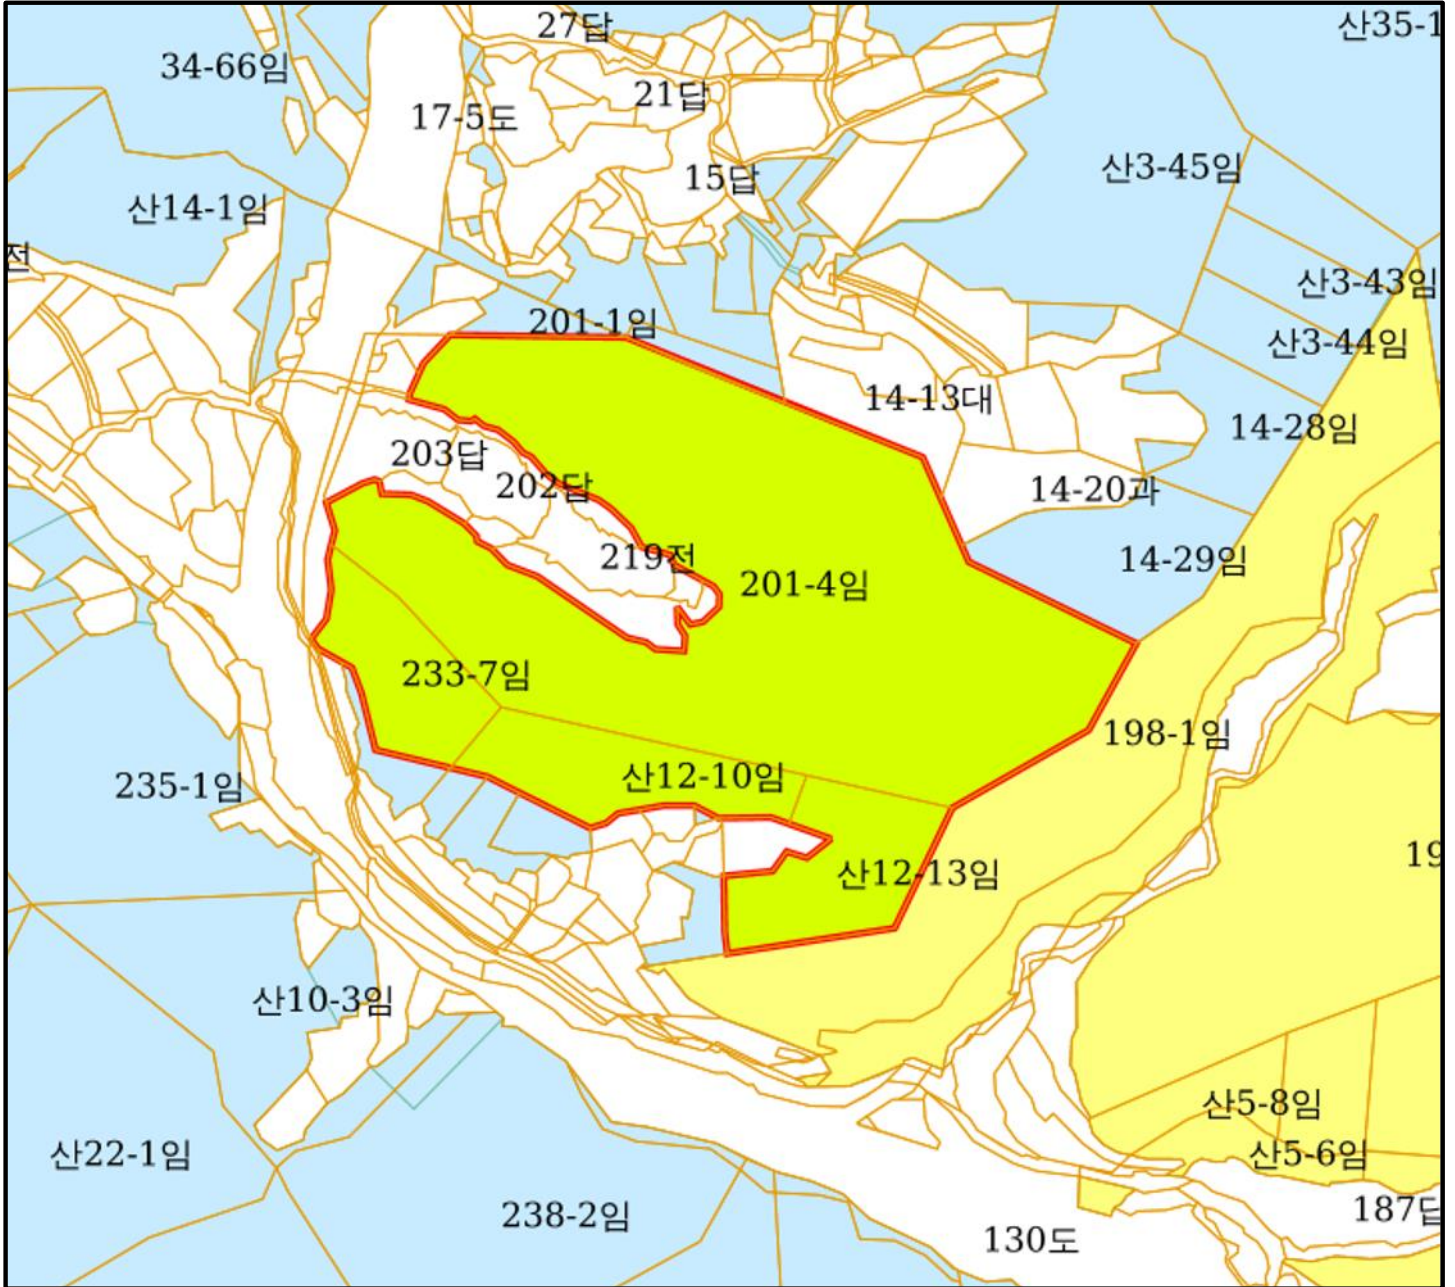 27답
산35-1
34-66임
21답
17-5도
산3-45임
15답
산14-1임
전
산3-43임
201-1임
산3-44임
14-13대
14-28임
203답
202답
14-20과
219전
14-29임
201-4임
233-7임
198-1임
산12-10임
235-1임
19
산12-13임
산10-3임
산5-8임
산22-1임
산5-6임
187답
238-2임
130도